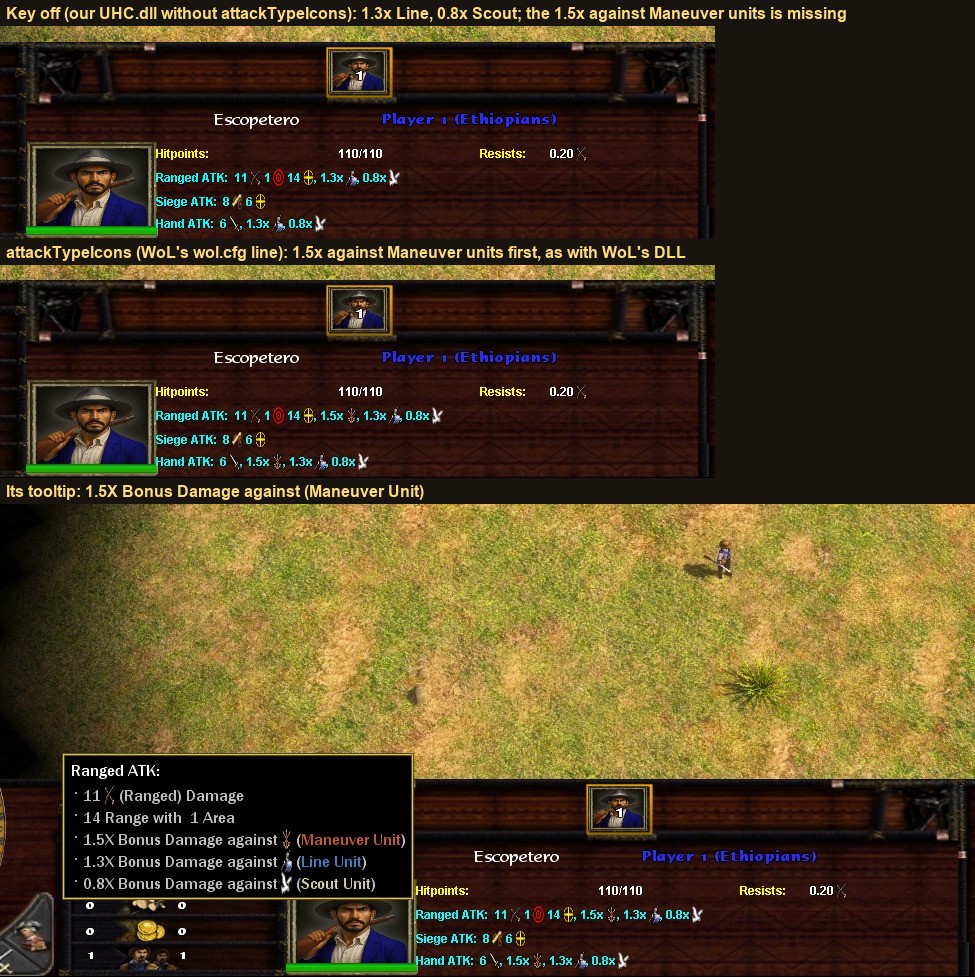 Key off (our UHC.dll without attackTypeIcons): 1.3x Line, 0.8x Scout; the 1.5x against Maneuver units is missing
1
Escopetero Player 1 (Ethiopians)
Hitpoints: 110/110 Resists: 0.20
Ranged ATK: 11 1 14 , 1.3x 0.8x
Siege ATK: 8 6
Hand ATK: 6 , 1.3x 0.8x
attackTypeIcons (WoL's wol.cfg line): 1.5x against Maneuver units first, as with WoL's DLL
1
Escopetero Player 1 (Ethiopians)
Hitpoints: 110/110 Resists: 0.20
Ranged ATK: 11 1 14 , 1.5x , 1.3x 0.8x
Siege ATK: 8 6
Hand ATK: 6 , 1.5x , 1.3x 0.8x
Its tooltip: 1.5X Bonus Damage against (Maneuver Unit)
Ranged ATK:
· 11 (Ranged) Damage
· 14 Range with 1 Area
· 1.5X Bonus Damage against (Maneuver Unit)
· 1.3X Bonus Damage against (Line Unit)
· 0.8X Bonus Damage against (Scout Unit)
1
Escopetero Player 1 (Ethiopians)
Hitpoints: 110/110 Resists: 0.20
Ranged ATK: 11 1 14 , 1.5x , 1.3x 0.8x
Siege ATK: 8 6
Hand ATK: 6 , 1.5x , 1.3x 0.8x
0 0
0 0
1 1